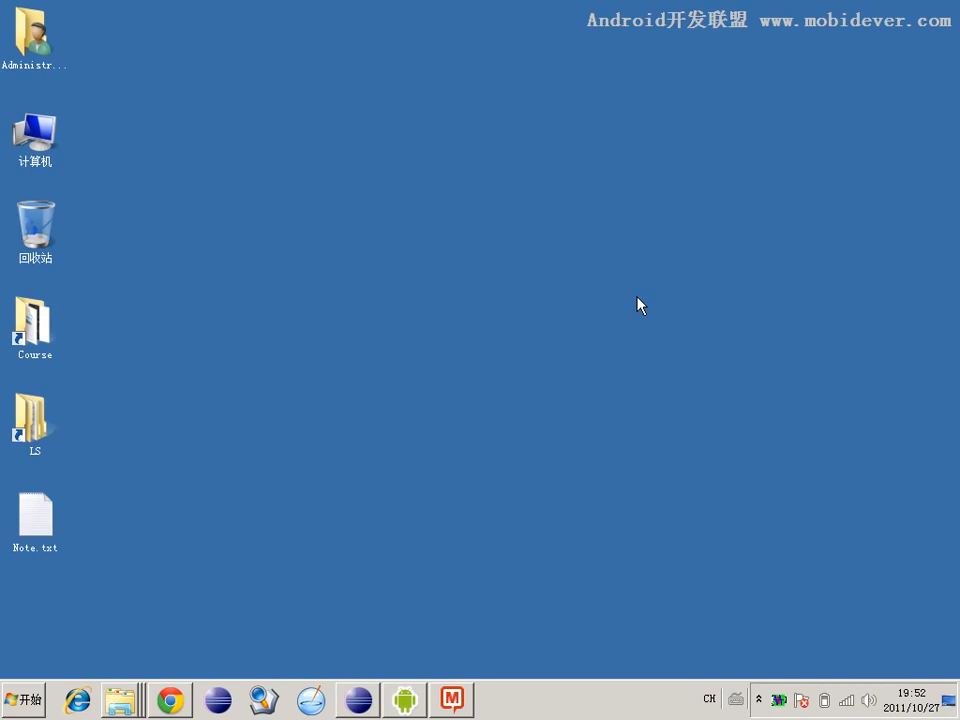 Android开发联盟 www.mobidever.com
Administr...
计算机
回收站
Course
LS
Note.txt
开始
CH
19:52
2011/10/27